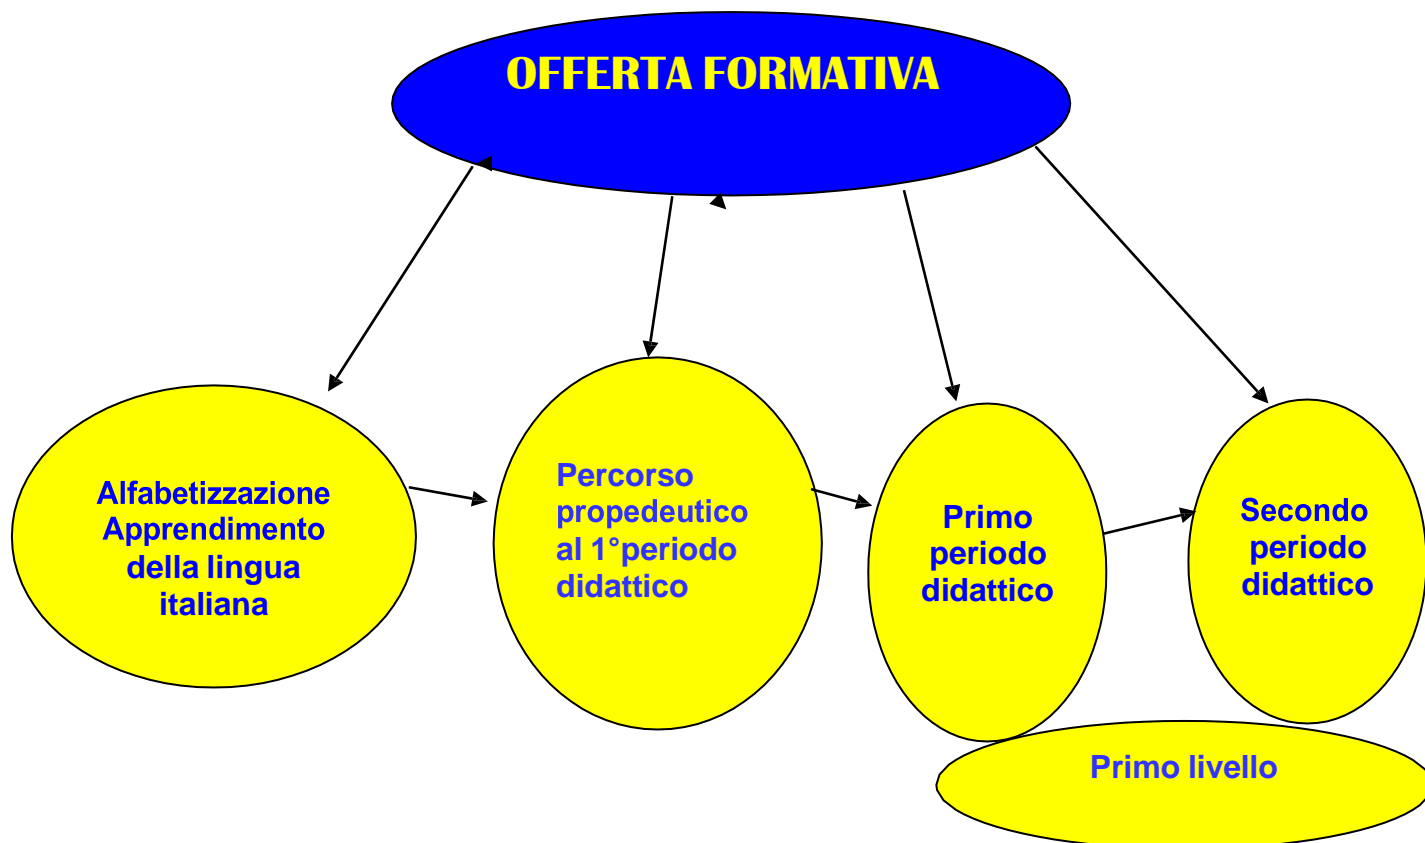 OFFERTA FORMATIVA
Alfabetizzazione
Apprendimento
della lingua
italiana
Percorso
propedeutico
al 1°periodo
didattico
Primo
periodo
didattico
Secondo
periodo
didattico
Primo livello